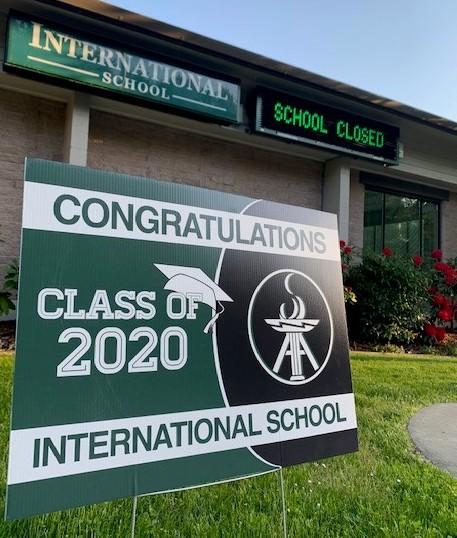 INTERNATIONAL
SCHOOL
SCHOOL CLOSED
CONGRATULATIONS
CLASS OF
2020
INTERNATIONAL SCHOOL